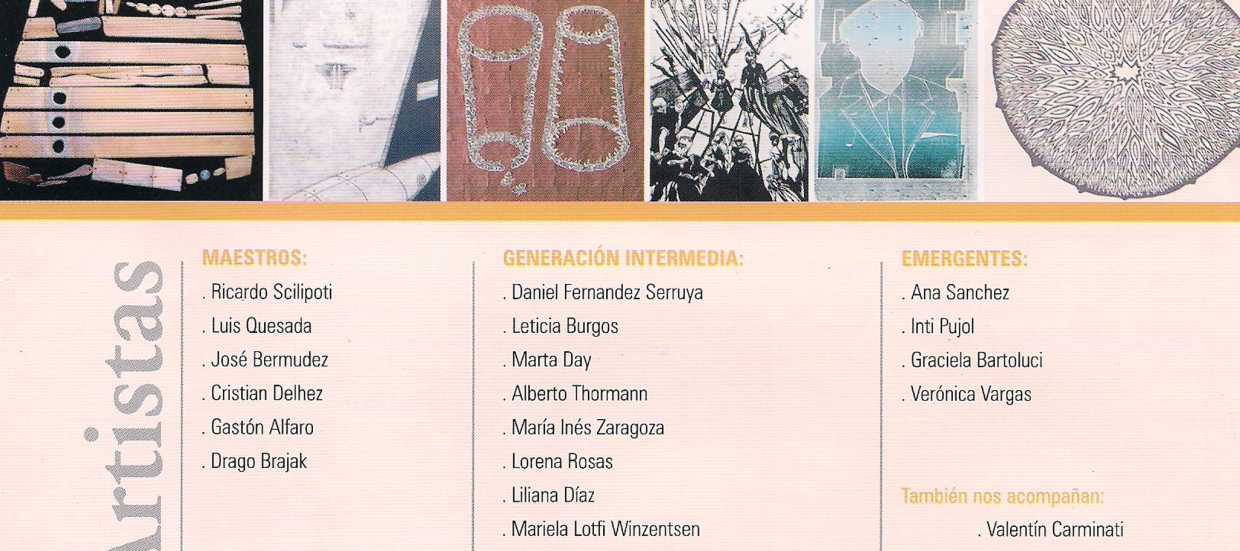 Artistas
MAESTROS:
. Ricardo Scilipoti
. Luis Quesada
. José Bermudez
. Cristian Delhez
. Gastón Alfaro
. Drago Brajak
GENERACIÓN INTERMEDIA:
. Daniel Fernandez Serruya
. Leticia Burgos
. Marta Day
. Alberto Thormann
. María Inés Zaragoza
. Lorena Rosas
. Liliana Díaz
. Mariela Lotfi Winzentsen
EMERGENTES:
. Ana Sanchez
. Inti Pujol
. Graciela Bartoluci
. Verónica Vargas
También nos acompañan:
. Valentín Carminati